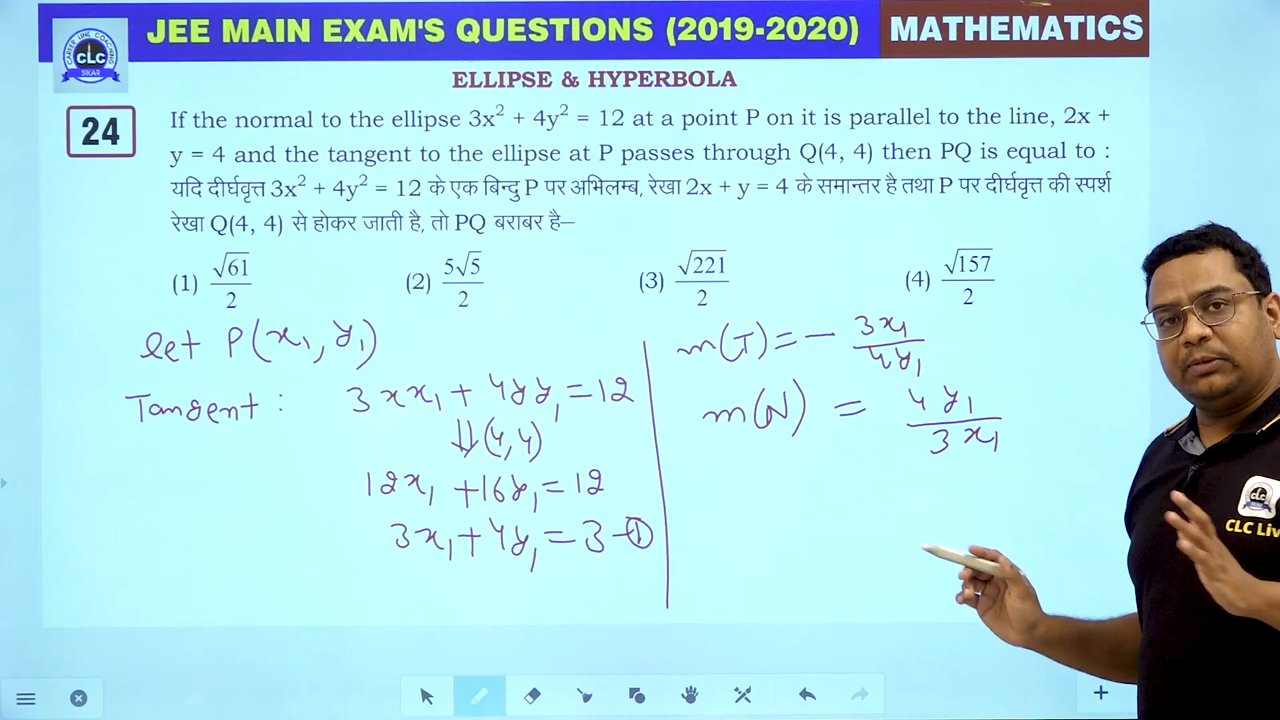 JEE MAIN EXAM'S QUESTIONS (2019-2020) MATHEMATICS
CAREER LINE COACHING
CLC
SIKAR
ELLIPSE & HYPERBOLA
24 If the normal to the ellipse 3x² + 4y² = 12 at a point P on it is parallel to the line, 2x +
y = 4 and the tangent to the ellipse at P passes through Q(4, 4) then PQ is equal to :
यदि दीर्घवृत्त 3x² + 4y² = 12 के एक बिन्दु P पर अभिलम्ब, रेखा 2x + y = 4 के समान्तर है तथा P पर दीर्घवृत्त की स्पर्श
रेखा Q(4, 4) से होकर जाती है, तो PQ बराबर है–
(1) √61/2 (2) 5√5/2 (3) √221/2 (4) √157/2
let P(x₁, y₁)
Tangent : 3xx₁ + 4yy₁ = 12
⇓(4,4)
12x₁ + 16y₁ = 12
3x₁ + 4y₁ = 3 –①
m(T) = – 3x₁/4y₁
m(N) = 4y₁/3x₁
CLC Liv